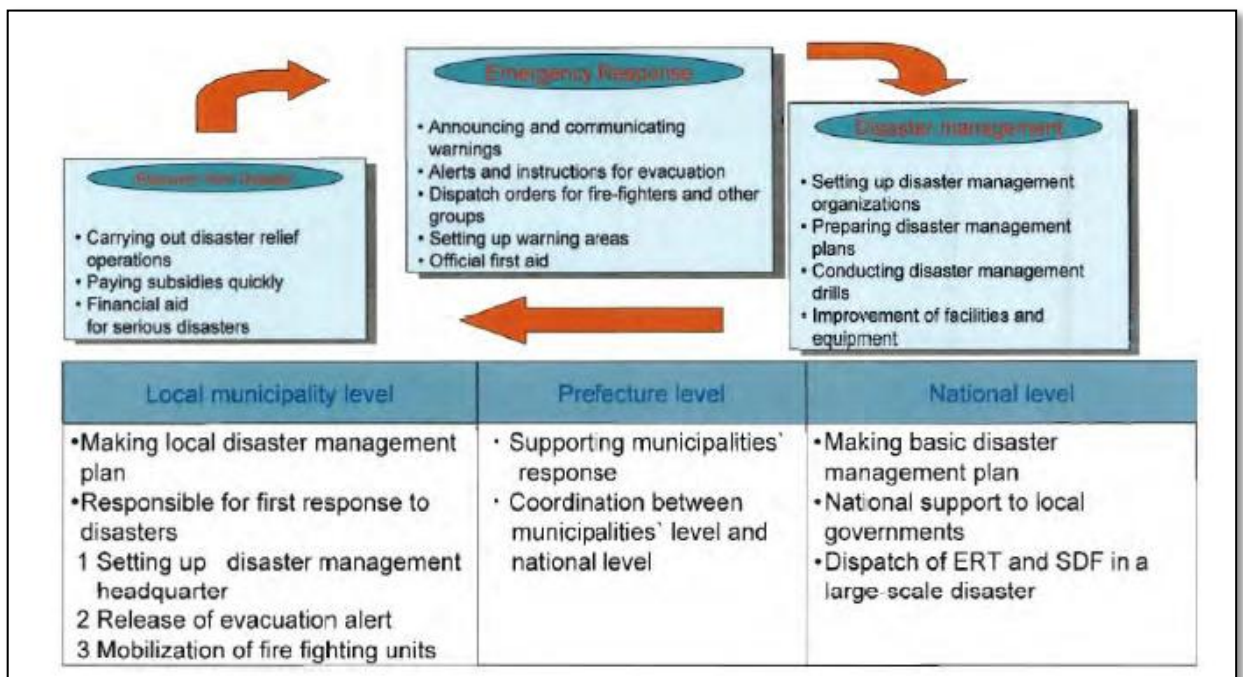 Emergency Response
• Announcing and communicating
warnings
• Alerts and instructions for evacuation
• Dispatch orders for fire-fighters and other
groups
• Setting up warning areas
• Official first aid
Disaster management
• Setting up disaster management
organizations
• Preparing disaster management
plans
• Conducting disaster management
drills
• Improvement of facilities and
equipment
• Carrying out disaster relief
operations
• Paying subsidies quickly
• Financial aid
for serious disasters
Local municipality level
•Making local disaster management
plan
•Responsible for first response to
disasters
1 Setting up disaster management
headquarter
2 Release of evacuation alert
3 Mobilization of fire fighting units
Prefecture level
· Supporting municipalities`
response
· Coordination between
municipalities` level and
national level
National level
•Making basic disaster
management plan
•National support to local
governments
•Dispatch of ERT and SDF in a
large-scale disaster